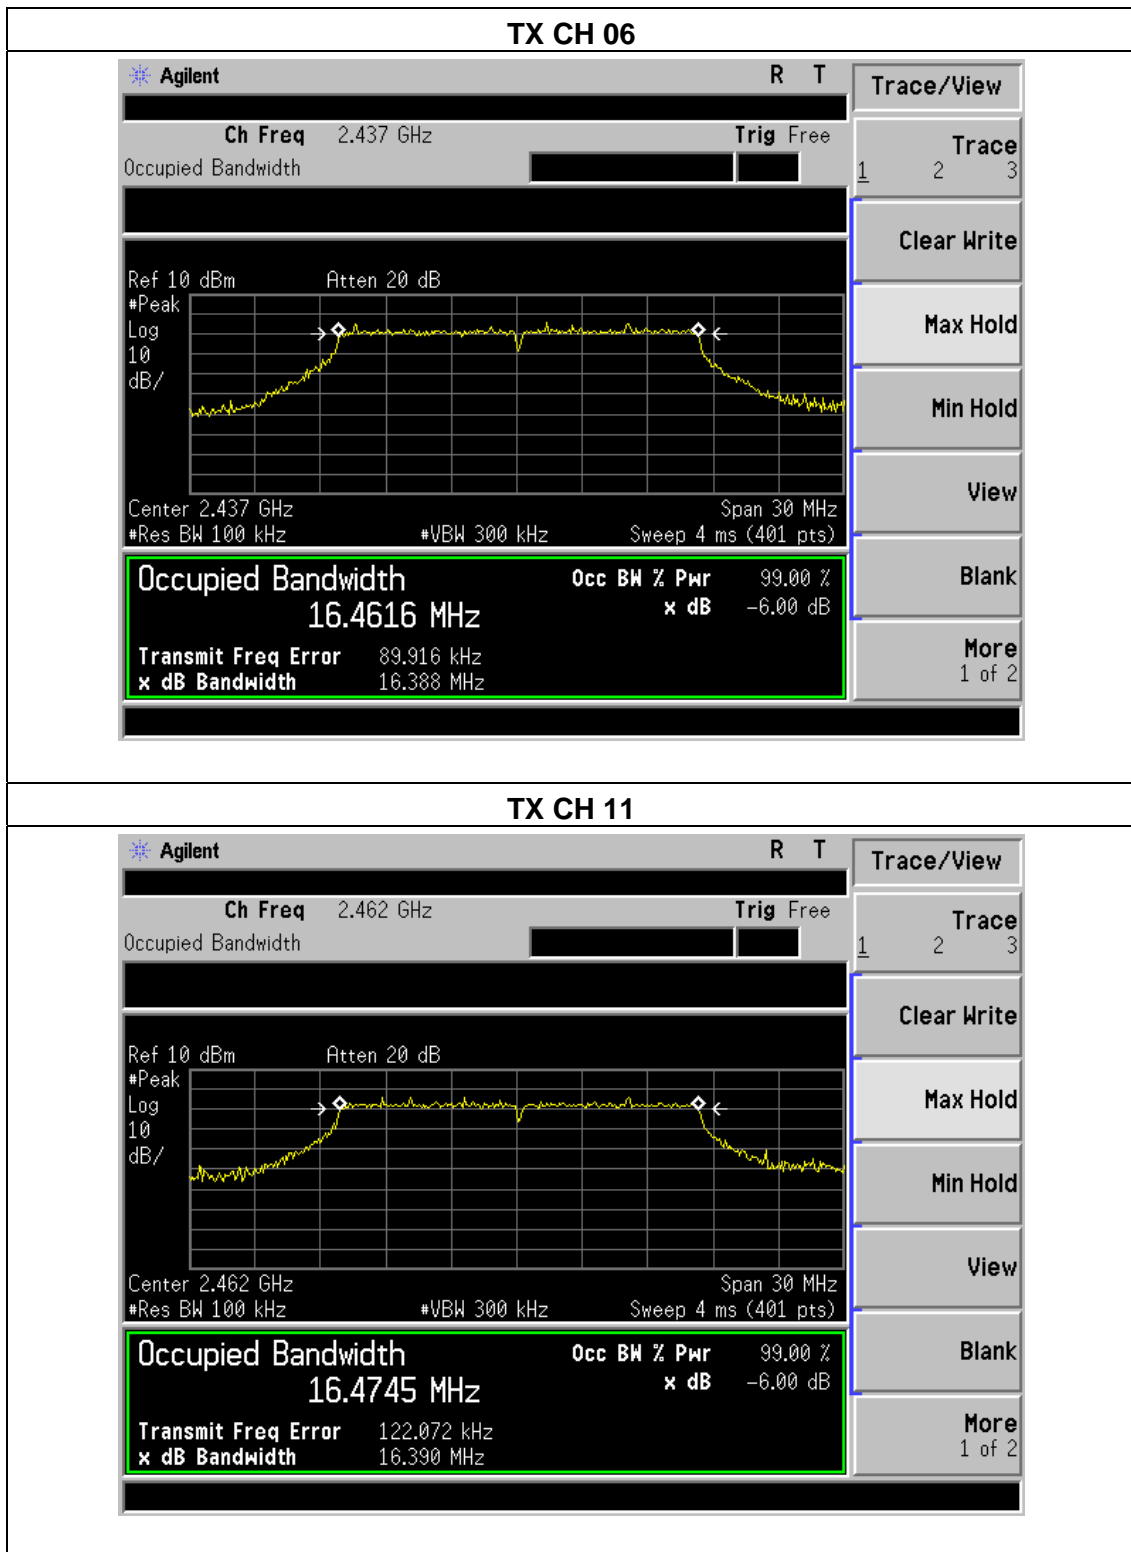 TX CH 06
Agilent R T
Trace/View
Ch Freq 2.437 GHz Trig Free
Occupied Bandwidth
Trace
1 2 3
Clear Write
Ref 10 dBm Atten 20 dB
#Peak
Log
10
dB/
Max Hold
Min Hold
View
Center 2.437 GHz Span 30 MHz
#Res BW 100 kHz #VBW 300 kHz Sweep 4 ms (401 pts)
Occupied Bandwidth Occ BW % Pwr 99.00 %
16.4616 MHz x dB -6.00 dB
Blank
Transmit Freq Error 89.916 kHz
x dB Bandwidth 16.388 MHz
More
1 of 2
TX CH 11
Agilent R T
Trace/View
Ch Freq 2.462 GHz Trig Free
Occupied Bandwidth
Trace
1 2 3
Clear Write
Ref 10 dBm Atten 20 dB
#Peak
Log
10
dB/
Max Hold
Min Hold
View
Center 2.462 GHz Span 30 MHz
#Res BW 100 kHz #VBW 300 kHz Sweep 4 ms (401 pts)
Occupied Bandwidth Occ BW % Pwr 99.00 %
16.4745 MHz x dB -6.00 dB
Blank
Transmit Freq Error 122.072 kHz
x dB Bandwidth 16.390 MHz
More
1 of 2